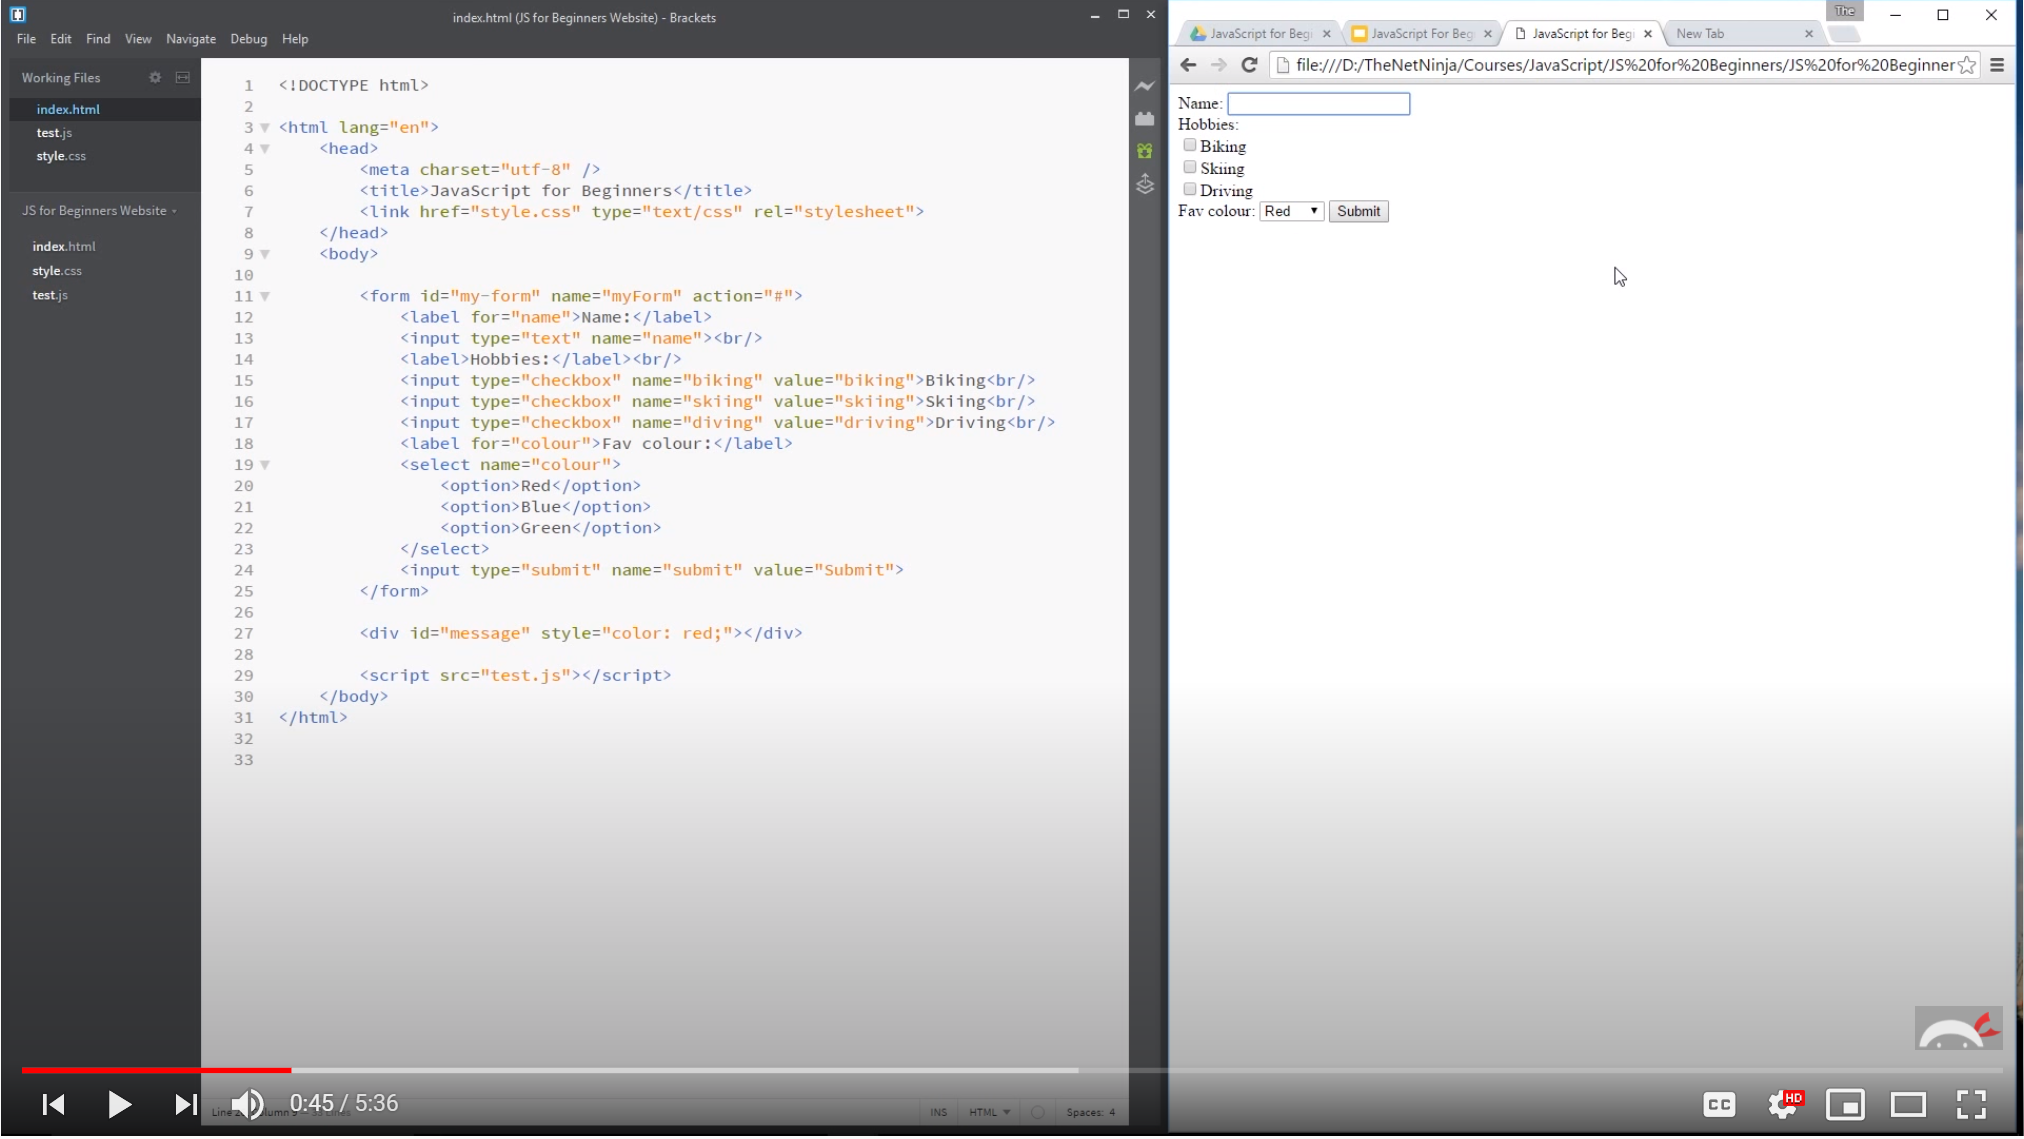 index.html (JS for Beginners Website) - Brackets
File Edit Find View Navigate Debug Help
Working Files
index.html
test.js
style.css
JS for Beginners Website
index.html
style.css
test.js
1 <!DOCTYPE html>
2
3 <html lang="en">
4 <head>
5 <meta charset="utf-8" />
6 <title>JavaScript for Beginners</title>
7 <link href="style.css" type="text/css" rel="stylesheet">
8 </head>
9 <body>
10
11 <form id="my-form" name="myForm" action="#">
12 <label for="name">Name:</label>
13 <input type="text" name="name"><br/>
14 <label>Hobbies:</label><br/>
15 <input type="checkbox" name="biking" value="biking">Biking<br/>
16 <input type="checkbox" name="skiing" value="skiing">Skiing<br/>
17 <input type="checkbox" name="diving" value="driving">Driving<br/>
18 <label for="colour">Fav colour:</label>
19 <select name="colour">
20 <option>Red</option>
21 <option>Blue</option>
22 <option>Green</option>
23 </select>
24 <input type="submit" name="submit" value="Submit">
25 </form>
26
27 <div id="message" style="color: red;"></div>
28
29 <script src="test.js"></script>
30 </body>
31 </html>
32
33
INS HTML Spaces: 4
The
JavaScript for Begi JavaScript For Beg JavaScript for Begi New Tab
file:///D:/TheNetNinja/Courses/JavaScript/JS%20for%20Beginners/JS%20for%20Beginner
Name:
Hobbies:
Biking
Skiing
Driving
Fav colour: Red Submit
0:45 / 5:36
CC HD